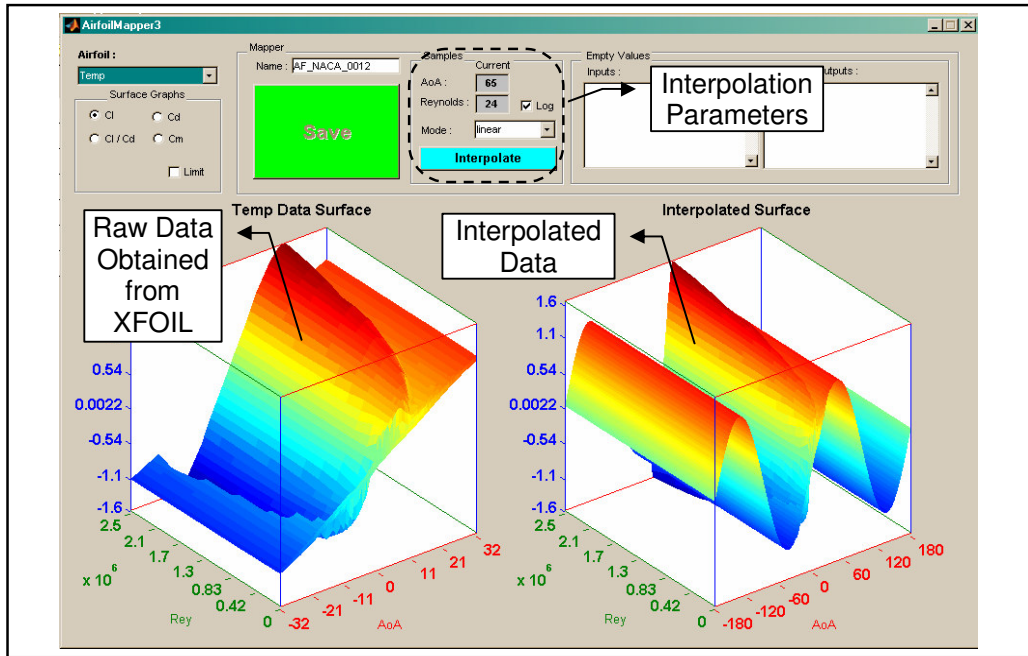 AirfoilMapper3
Airfoil :
Temp
Surface Graphs
Cl
Cd
Cl / Cd
Cm
Limit
Mapper
Name :
AF_NACA_0012
Save
Samples
Current
AoA :
65
Reynolds :
24
Log
Mode :
linear
Interpolate
Empty Values
Inputs :
utputs :
Interpolation
Parameters
Temp Data Surface
Raw Data
Obtained
from
XFOIL
0.54
0.0022
-0.54
-1.1
-1.6
2.5
2.1
1.7
1.3
0.83
0.42
0
x 10^6
Rey
-32
-21
-11
0
11
21
32
AoA
Interpolated Surface
Interpolated
Data
1.6
1.1
0.54
0.0022
-0.54
-1.1
-1.6
2.5
2.1
1.7
1.3
0.83
0.42
0
x 10^6
Rey
-180
-120
-60
0
60
120
180
AoA